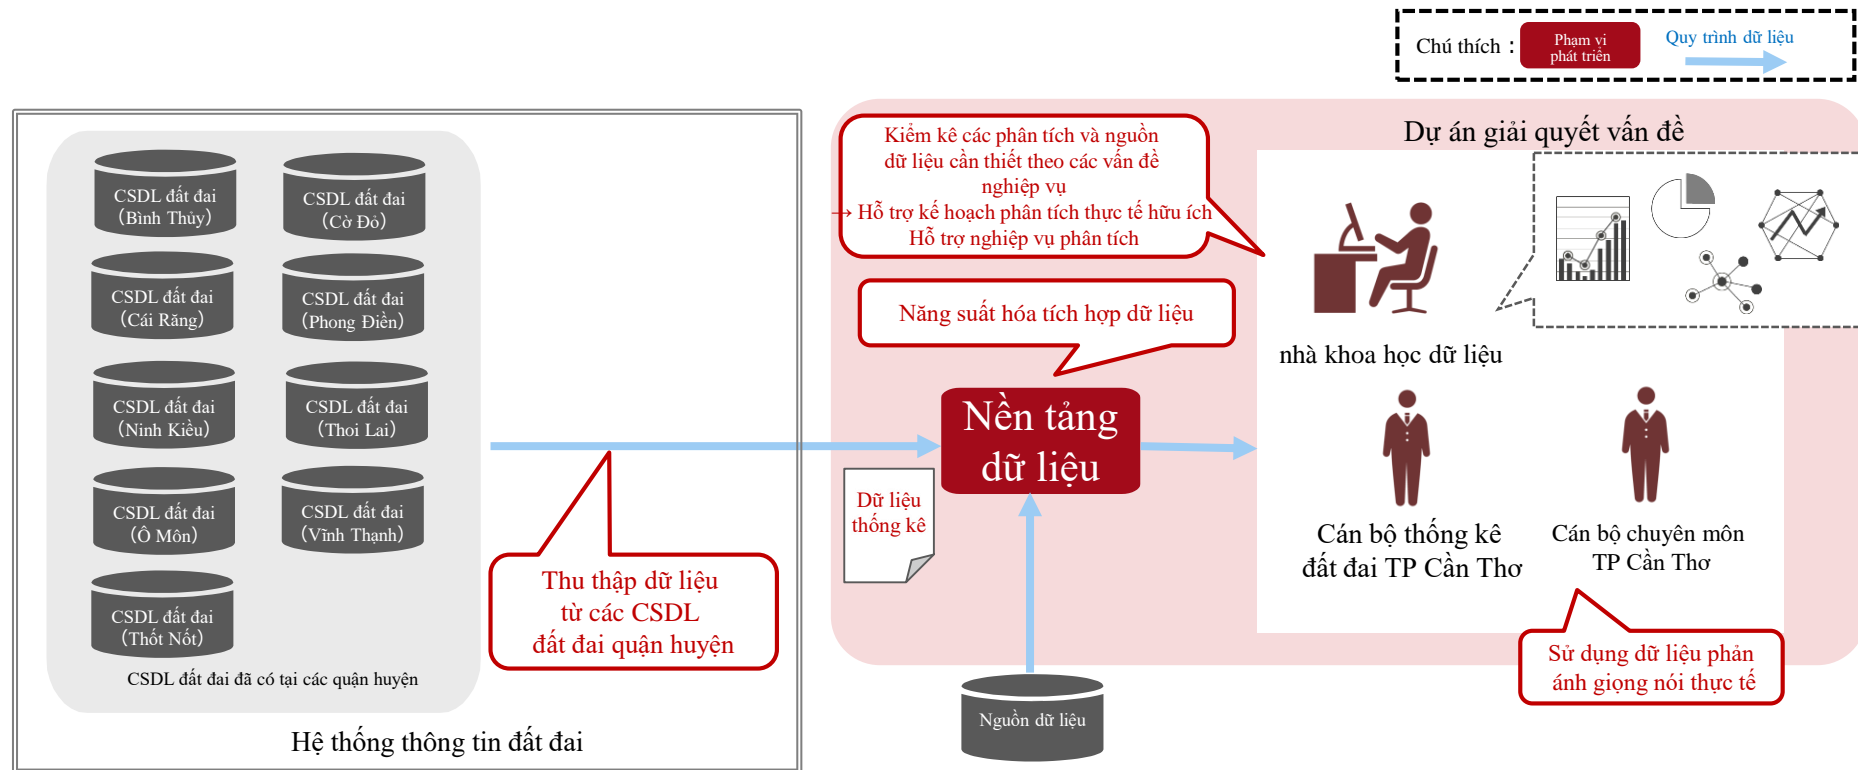 Chú thích :
Phạm vi
phát triển
Quy trình dữ liệu
CSDL đất đai
(Bình Thủy)
CSDL đất đai
(Cờ Đỏ)
CSDL đất đai
(Cái Răng)
CSDL đất đai
(Phong Điền)
CSDL đất đai
(Ninh Kiều)
CSDL đất đai
(Thoi Lai)
CSDL đất đai
(Ô Môn)
CSDL đất đai
(Vĩnh Thạnh)
CSDL đất đai
(Thốt Nốt)
CSDL đất đai đã có tại các quận huyện
Hệ thống thông tin đất đai
Thu thập dữ liệu
từ các CSDL
đất đai quận huyện
Kiểm kê các phân tích và nguồn
dữ liệu cần thiết theo các vấn đề
nghiệp vụ
→ Hỗ trợ kế hoạch phân tích thực tế hữu ích
Hỗ trợ nghiệp vụ phân tích
Năng suất hóa tích hợp dữ liệu
Nền tảng
dữ liệu
Dữ liệu
thống kê
Nguồn dữ liệu
Dự án giải quyết vấn đề
nhà khoa học dữ liệu
Cán bộ thống kê
đất đai TP Cần Thơ
Cán bộ chuyên môn
TP Cần Thơ
Sử dụng dữ liệu phản
ánh giọng nói thực tế